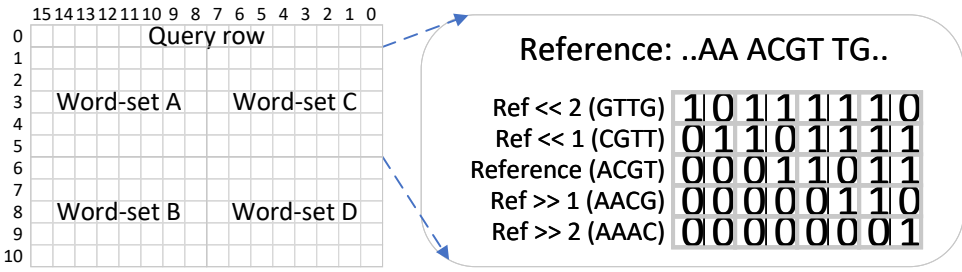 15 14 13 12 11 10 9 8 7 6 5 4 3 2 1 0
0 Query row
1
2
3 Word-set A Word-set C
4
5
6
7
8 Word-set B Word-set D
9
10
Reference: ..AA ACGT TG..
Ref << 2 (GTTG) 1 0 1 1 1 1 1 0
Ref << 1 (CGTT) 0 1 1 0 1 1 1 1
Reference (ACGT) 0 0 0 1 1 0 1 1
Ref >> 1 (AACG) 0 0 0 0 0 1 1 0
Ref >> 2 (AAAC) 0 0 0 0 0 0 0 1